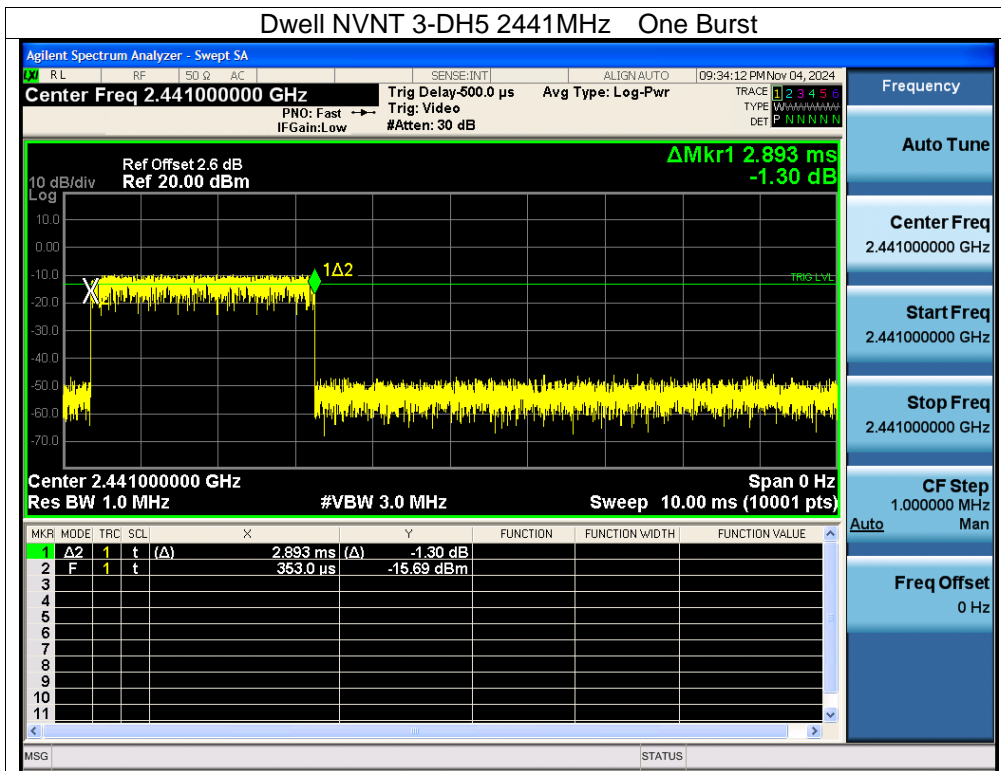 Dwell NVNT 3-DH5 2441MHz One Burst
Agilent Spectrum Analyzer - Swept SA
LXI RL RF 50 Ω AC SENSE:INT ALIGN AUTO 09:34:12 PM Nov 04, 2024
Center Freq 2.441000000 GHz
PNO: Fast
IFGain:Low
Trig Delay-500.0 µs
Trig: Video
#Atten: 30 dB
Avg Type: Log-Pwr
TRACE 1 2 3 4 5 6
TYPE WWWWWW
DET P N N N N N
Ref Offset 2.6 dB
10 dB/div Ref 20.00 dBm
Log
ΔMkr1 2.893 ms
-1.30 dB
10.0
0.00
-10.0
-20.0
-30.0
-40.0
-50.0
-60.0
-70.0
X2
1Δ2
TRIG LVL
Center 2.441000000 GHz Span 0 Hz
Res BW 1.0 MHz #VBW 3.0 MHz Sweep 10.00 ms (10001 pts)
MKR MODE TRC SCL X Y FUNCTION FUNCTION WIDTH FUNCTION VALUE
1 Δ2 1 t (Δ) 2.893 ms (Δ) -1.30 dB
2 F 1 t 353.0 µs -15.69 dBm
3
4
5
6
7
8
9
10
11
MSG STATUS
Frequency
Auto Tune
Center Freq
2.441000000 GHz
Start Freq
2.441000000 GHz
Stop Freq
2.441000000 GHz
CF Step
1.000000 MHz
Auto Man
Freq Offset
0 Hz